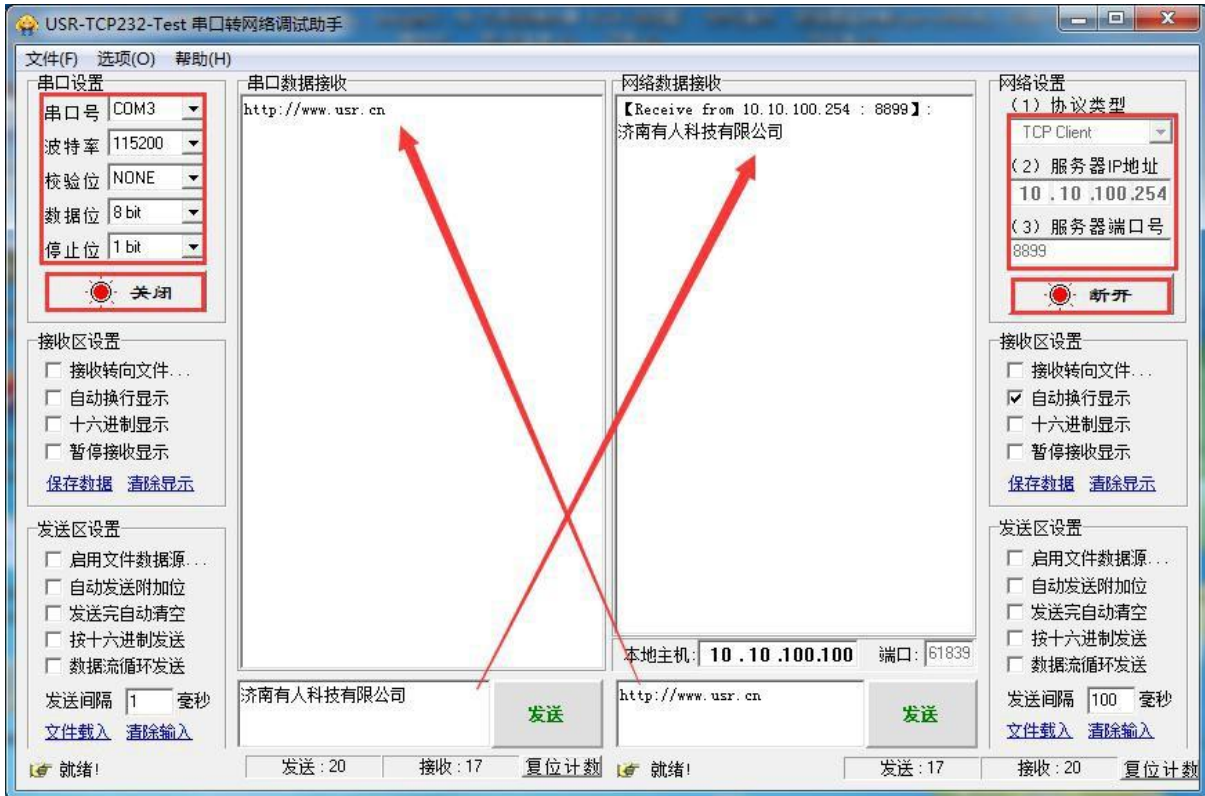 USR-TCP232-Test 串口转网络调试助手
文件(F) 选项(O) 帮助(H)
串口设置
串口号 COM3
波特率 115200
校验位 NONE
数据位 8 bit
停止位 1 bit
关闭
接收区设置
接收转向文件...
自动换行显示
十六进制显示
暂停接收显示
保存数据 清除显示
发送区设置
启用文件数据源...
自动发送附加位
发送完自动清空
按十六进制发送
数据流循环发送
发送间隔 1 毫秒
文件载入 清除输入
就绪!
串口数据接收
http://www.usr.cn
济南有人科技有限公司
发送
发送 : 20 接收 : 17 复位计数
网络数据接收
【Receive from 10.10.100.254 : 8899】:
济南有人科技有限公司
本地主机: 10 . 10 .100.100 端口: 61839
http://www.usr.cn
发送
就绪!
发送 : 17 接收 : 20 复位计数
网络设置
(1) 协议类型
TCP Client
(2) 服务器IP地址
10 . 10 .100.254
(3) 服务器端口号
8899
断开
接收区设置
接收转向文件...
自动换行显示
十六进制显示
暂停接收显示
保存数据 清除显示
发送区设置
启用文件数据源...
自动发送附加位
发送完自动清空
按十六进制发送
数据流循环发送
发送间隔 100 毫秒
文件载入 清除输入